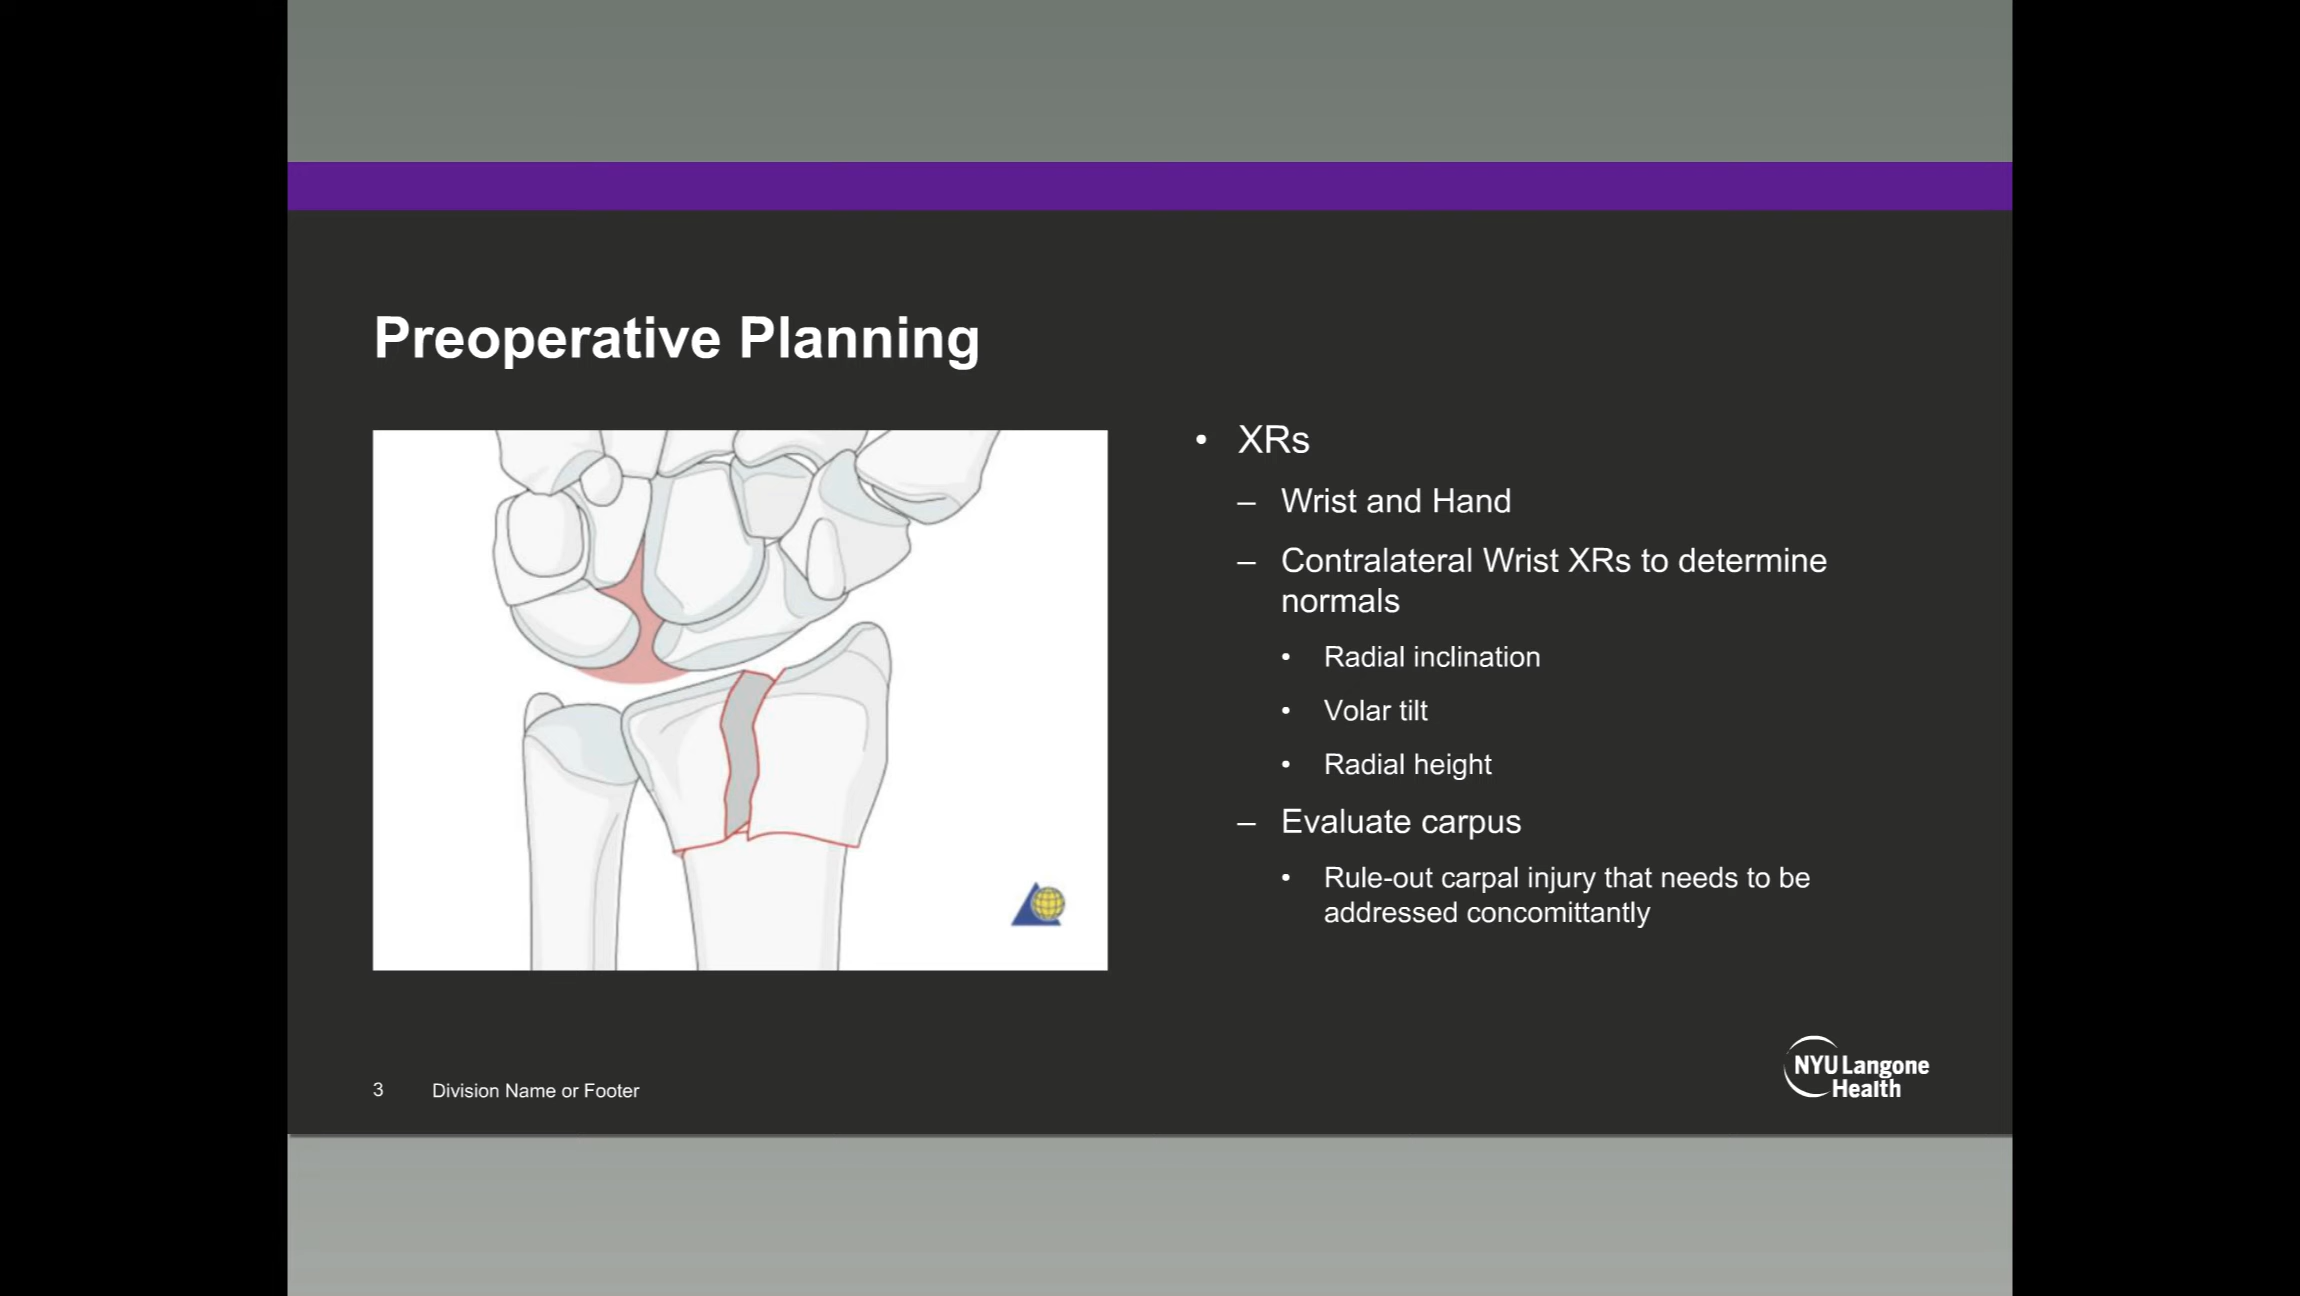 Preoperative Planning
• XRs
– Wrist and Hand
– Contralateral Wrist XRs to determine
normals
• Radial inclination
• Volar tilt
• Radial height
– Evaluate carpus
• Rule-out carpal injury that needs to be
addressed concomittantly
3 Division Name or Footer
NYU Langone
Health